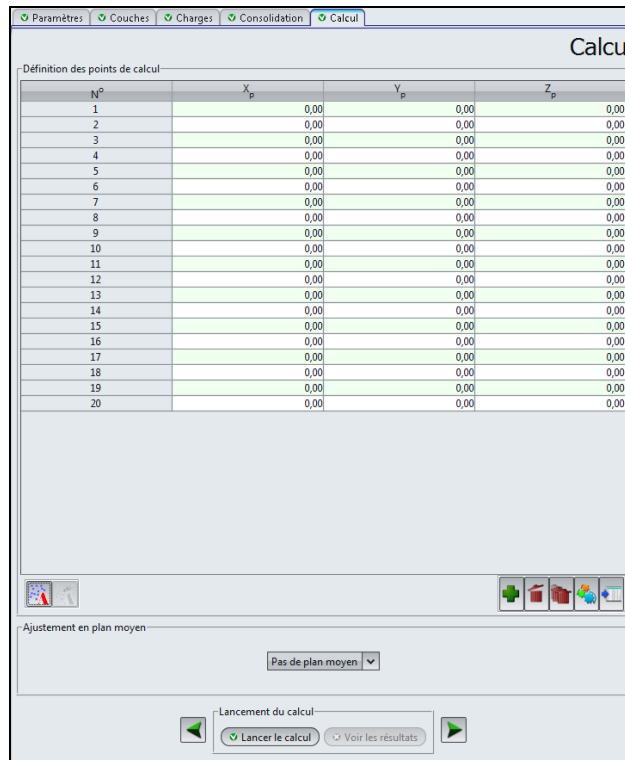 Paramètres Couches Charges Consolidation Calcul
Calcu
Définition des points de calcul
N° Xp Yp Zp
1 0,00 0,00 0,00
2 0,00 0,00 0,00
3 0,00 0,00 0,00
4 0,00 0,00 0,00
5 0,00 0,00 0,00
6 0,00 0,00 0,00
7 0,00 0,00 0,00
8 0,00 0,00 0,00
9 0,00 0,00 0,00
10 0,00 0,00 0,00
11 0,00 0,00 0,00
12 0,00 0,00 0,00
13 0,00 0,00 0,00
14 0,00 0,00 0,00
15 0,00 0,00 0,00
16 0,00 0,00 0,00
17 0,00 0,00 0,00
18 0,00 0,00 0,00
19 0,00 0,00 0,00
20 0,00 0,00 0,00
Ajustement en plan moyen
Pas de plan moyen
Lancement du calcul
Lancer le calcul Voir les résultats